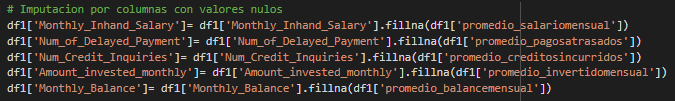 # Imputacion por columnas con valores nulos
df1['Monthly_Inhand_Salary']= df1['Monthly_Inhand_Salary'].fillna(df1['promedio_salariomensual'])
df1['Num_of_Delayed_Payment']= df1['Num_of_Delayed_Payment'].fillna(df1['promedio_pagosatrasados'])
df1['Num_Credit_Inquiries']= df1['Num_Credit_Inquiries'].fillna(df1['promedio_creditosincurridos'])
df1['Amount_invested_monthly']= df1['Amount_invested_monthly'].fillna(df1['promedio_invertidomensual'])
df1['Monthly_Balance']= df1['Monthly_Balance'].fillna(df1['promedio_balancemensual'])